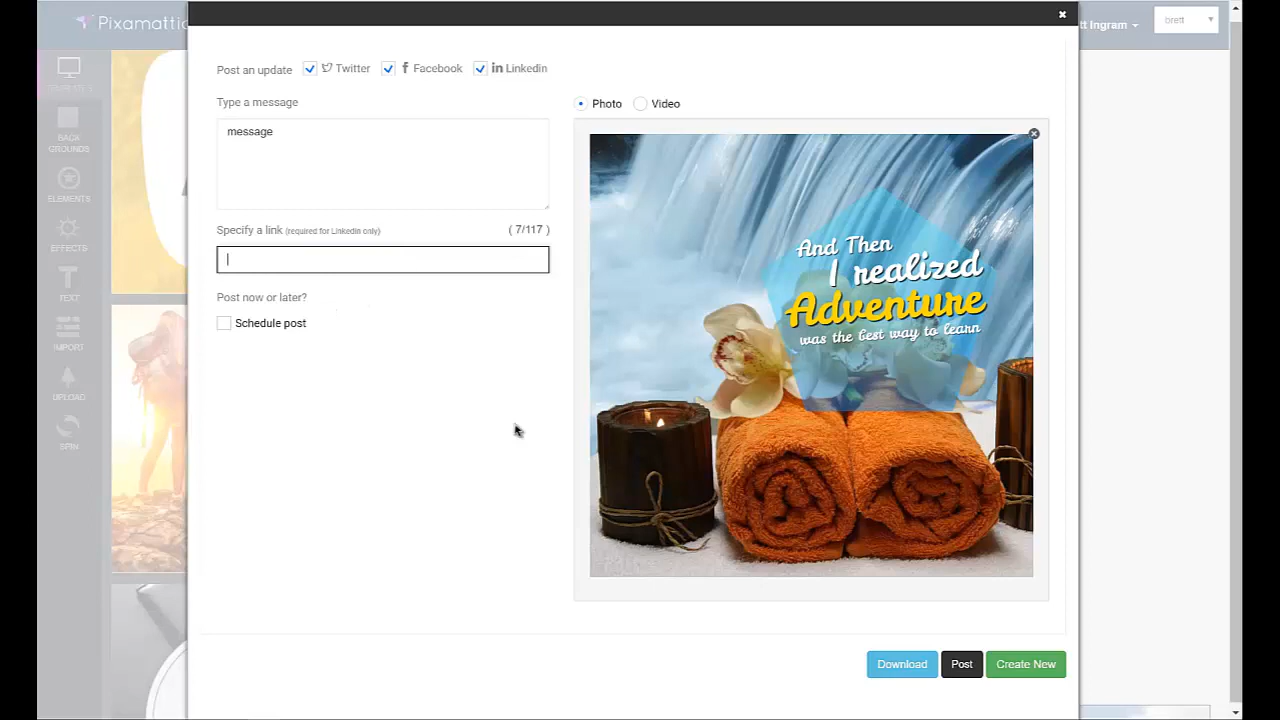 Pixamattic
tt Ingram
brett
Post an update
Twitter
Facebook
Linkedin
Type a message
message
Specify a link (required for Linkedin only)
( 7/117 )
Post now or later?
Schedule post
Photo
Video
And Then
I realized
Adventure
was the best way to learn
BACK
GROUNDS
ELEMENTS
EFFECTS
TEXT
IMPORT
UPLOAD
SPIN
Download
Post
Create New